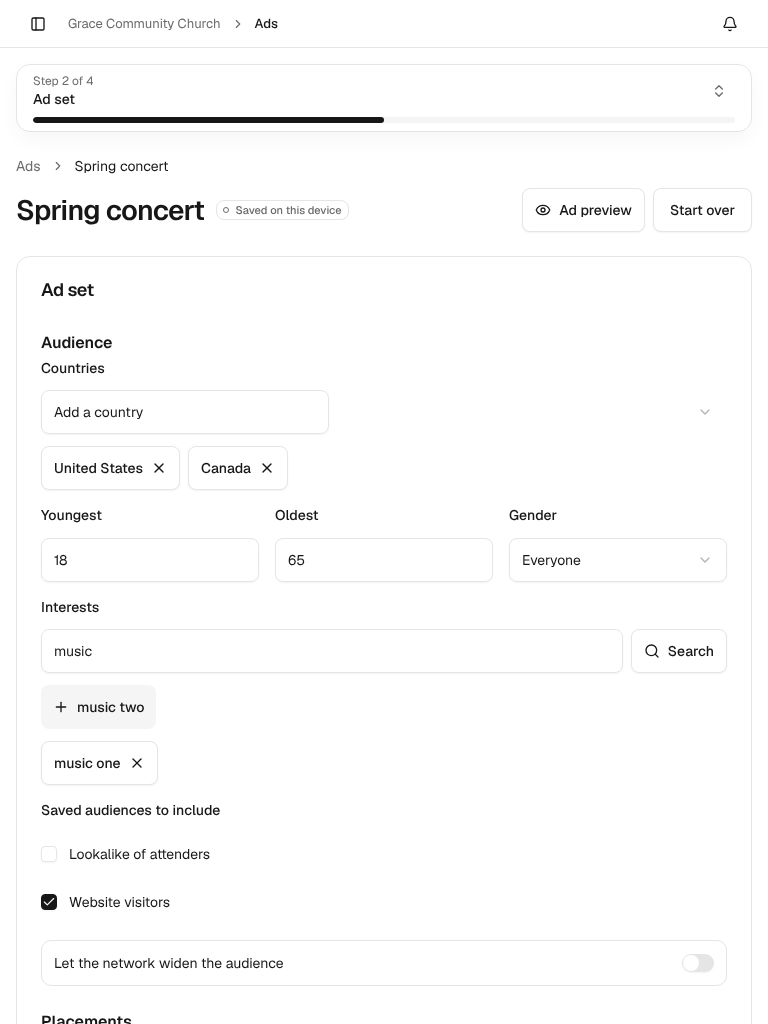 Grace Community Church > Ads
Step 2 of 4
Ad set
Ads > Spring concert
Spring concert
Saved on this device
Ad preview
Start over
Ad set
Audience
Countries
Add a country
United States
Canada
Youngest
Oldest
Gender
18
65
Everyone
Interests
music
Search
music two
music one
Saved audiences to include
Lookalike of attenders
Website visitors
Let the network widen the audience
Placements